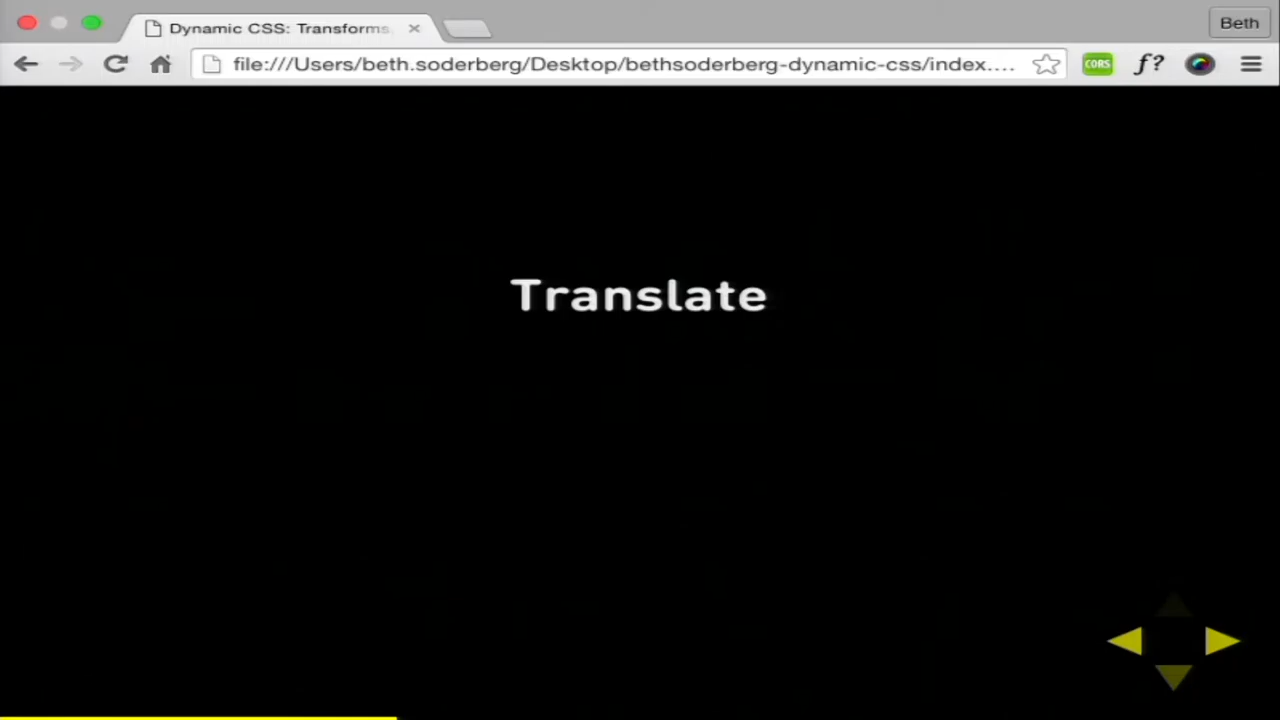 Dynamic CSS: Transforms,
Beth
file:///Users/beth.soderberg/Desktop/bethsoderberg-dynamic-css/index....
CORS
f?
Translate